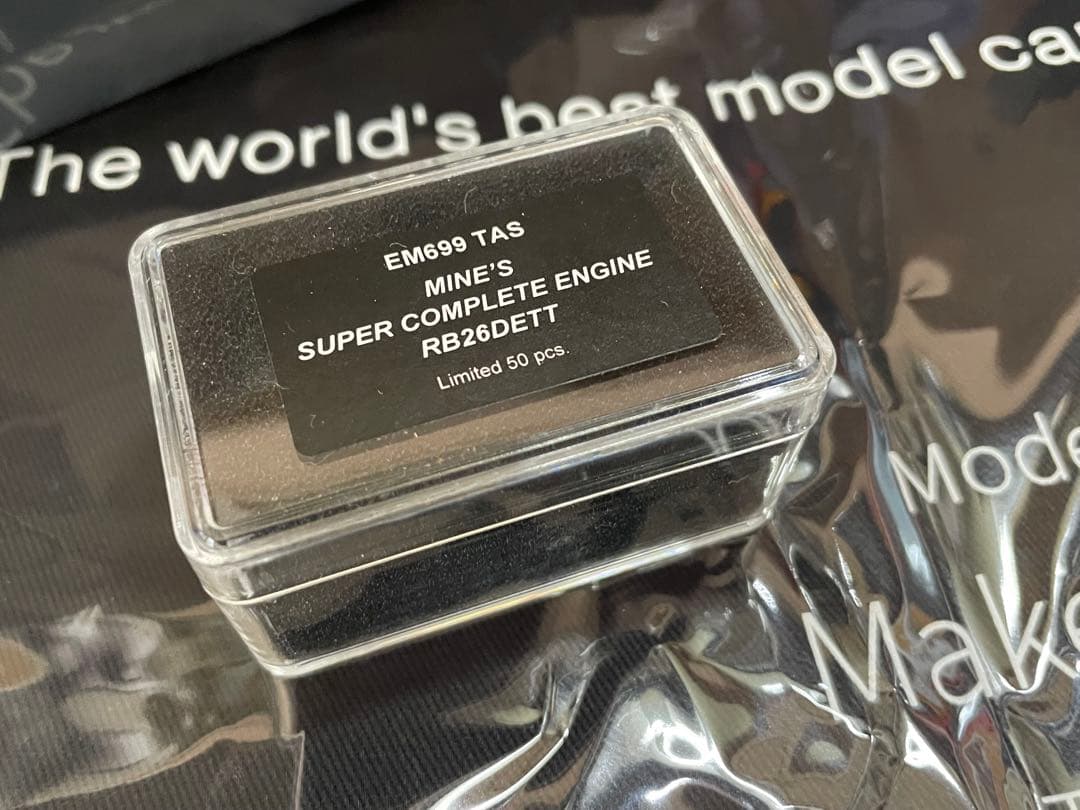 The world's best model ca
EM699 TAS
MINE'S
SUPER COMPLETE ENGINE
RB26DETT
Limited 50 pcs.
Mode
Make